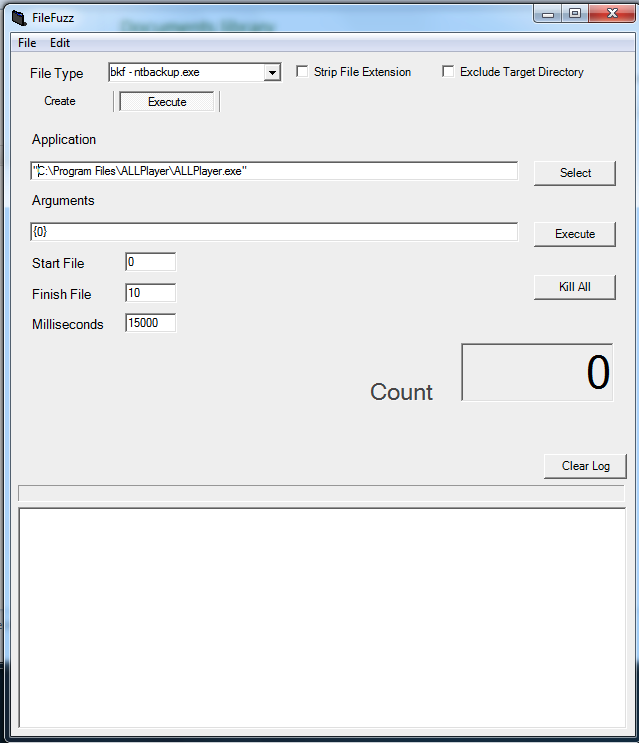 FileFuzz
File Edit
File Type bkf - ntbackup.exe Strip File Extension Exclude Target Directory
Create Execute
Application
"C:\Program Files\ALLPlayer\ALLPlayer.exe" Select
Arguments
{0} Execute
Start File 0
Kill All
Finish File 10
Milliseconds 15000
Count 0
Clear Log